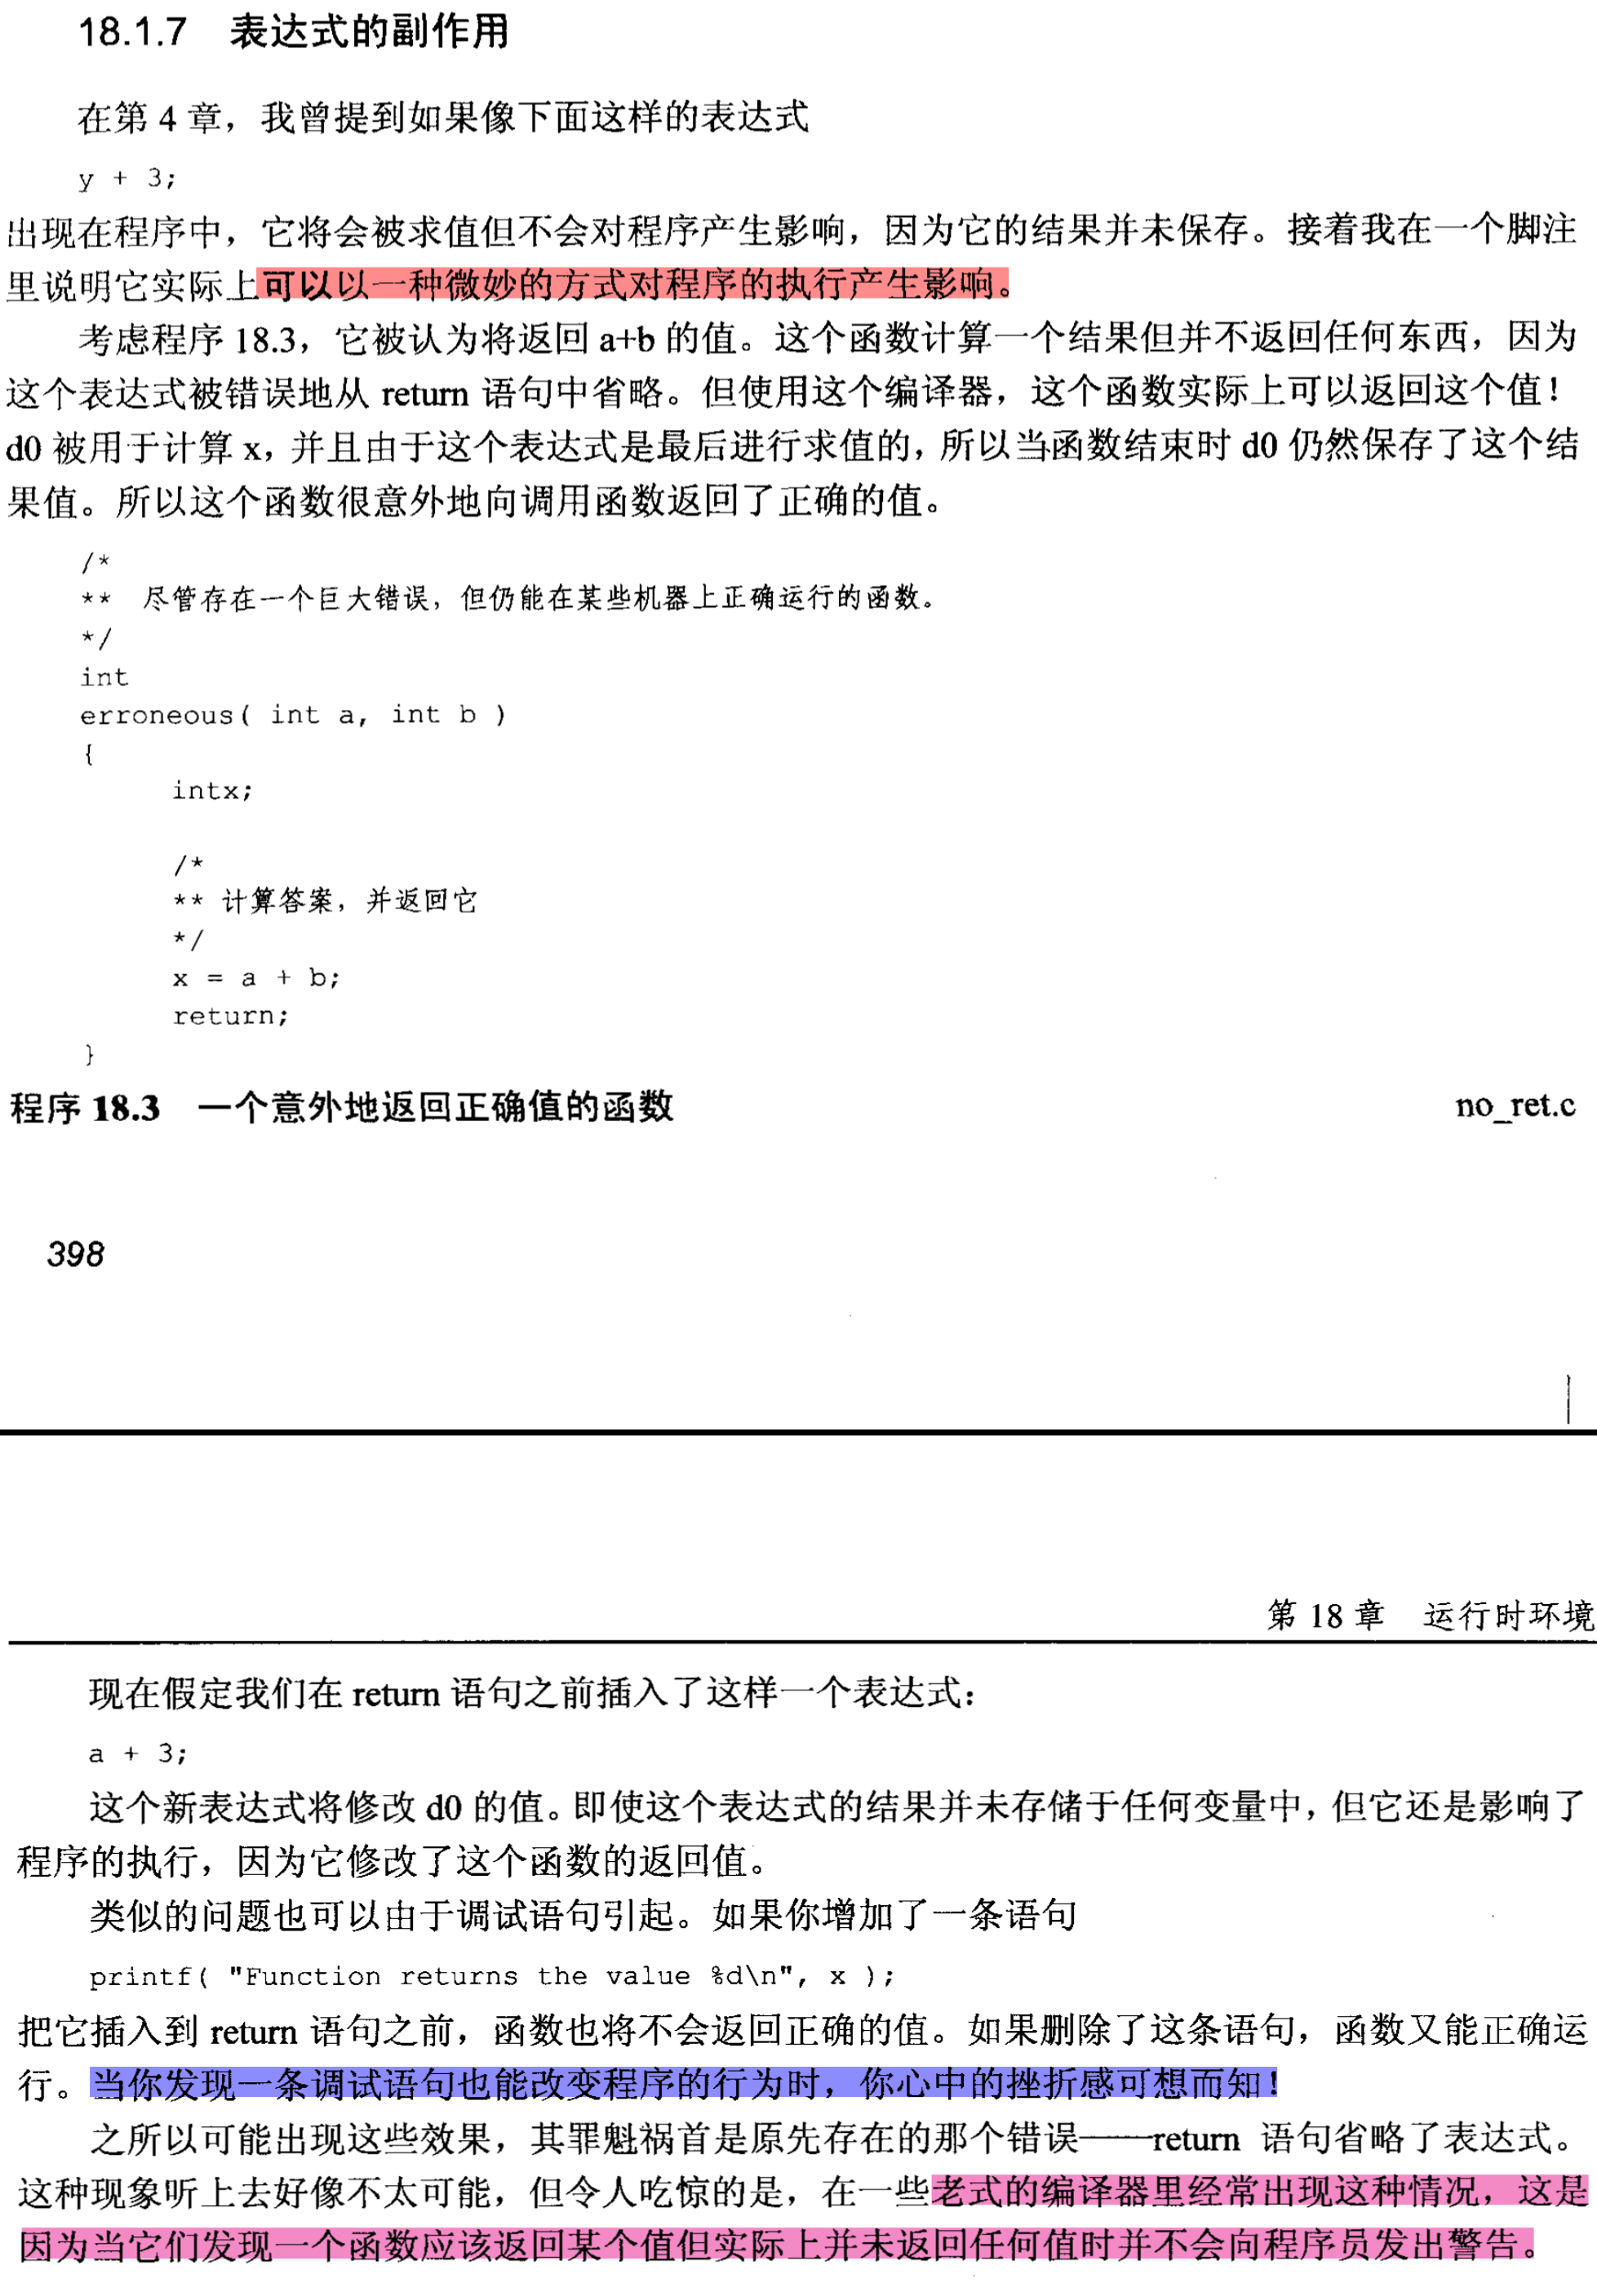 18.1.7 表达式的副作用
在第 4 章，我曾提到如果像下面这样的表达式
y + 3;
出现在程序中，它将会被求值但不会对程序产生影响，因为它的结果并未保存。接着我在一个脚注
里说明它实际上可以以一种微妙的方式对程序的执行产生影响。
考虑程序 18.3，它被认为将返回 a+b 的值。这个函数计算一个结果但并不返回任何东西，因为
这个表达式被错误地从 return 语句中省略。但使用这个编译器，这个函数实际上可以返回这个值！
d0 被用于计算 x，并且由于这个表达式是最后进行求值的，所以当函数结束时 d0 仍然保存了这个结
果值。所以这个函数很意外地向调用函数返回了正确的值。
/*
** 尽管存在一个巨大错误，但仍能在某些机器上正确运行的函数。
*/
int
erroneous( int a, int b )
{
intx;
/*
** 计算答案，并返回它
*/
x = a + b;
return;
}
程序 18.3 一个意外地返回正确值的函数 no_ret.c
398
第 18 章 运行时环境
现在假定我们在 return 语句之前插入了这样一个表达式：
a + 3;
这个新表达式将修改 d0 的值。即使这个表达式的结果并未存储于任何变量中，但它还是影响了
程序的执行，因为它修改了这个函数的返回值。
类似的问题也可以由于调试语句引起。如果你增加了一条语句
printf( "Function returns the value %d\n", x );
把它插入到 return 语句之前，函数也将不会返回正确的值。如果删除了这条语句，函数又能正确运
行。当你发现一条调试语句也能改变程序的行为时，你心中的挫折感可想而知！
之所以可能出现这些效果，其罪魁祸首是原先存在的那个错误——return 语句省略了表达式。
这种现象听上去好像不太可能，但令人吃惊的是，在一些老式的编译器里经常出现这种情况，这是
因为当它们发现一个函数应该返回某个值但实际上并未返回任何值时并不会向程序员发出警告。